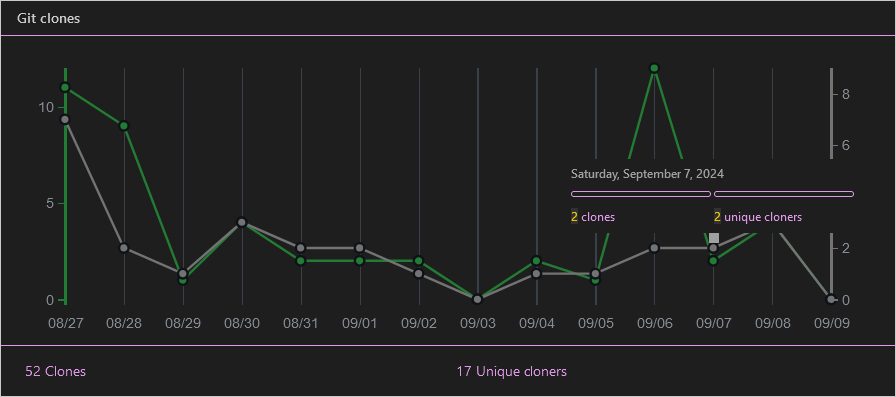 Git clones
10
5
0
8
6
2
0
Saturday, September 7, 2024
2 clones
2 unique cloners
08/27 08/28 08/29 08/30 08/31 09/01 09/02 09/03 09/04 09/05 09/06 09/07 09/08 09/09
52 Clones
17 Unique cloners